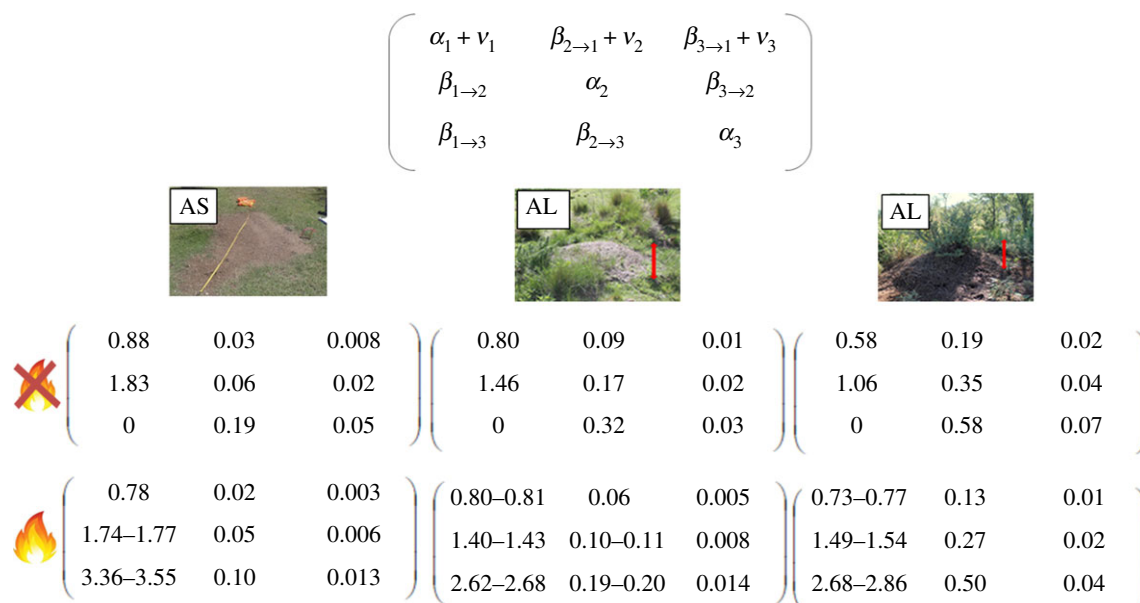 α₁ + ν₁ β₂→₁ + ν₂ β₃→₁ + ν₃
β₁→₂ α₂ β₃→₂
β₁→₃ β₂→₃ α₃
AS AL AL
0.88 0.03 0.008 0.80 0.09 0.01 0.58 0.19 0.02
1.83 0.06 0.02 1.46 0.17 0.02 1.06 0.35 0.04
0 0.19 0.05 0 0.32 0.03 0 0.58 0.07
0.78 0.02 0.003 0.80–0.81 0.06 0.005 0.73–0.77 0.13 0.01
1.74–1.77 0.05 0.006 1.40–1.43 0.10–0.11 0.008 1.49–1.54 0.27 0.02
3.36–3.55 0.10 0.013 2.62–2.68 0.19–0.20 0.014 2.68–2.86 0.50 0.04